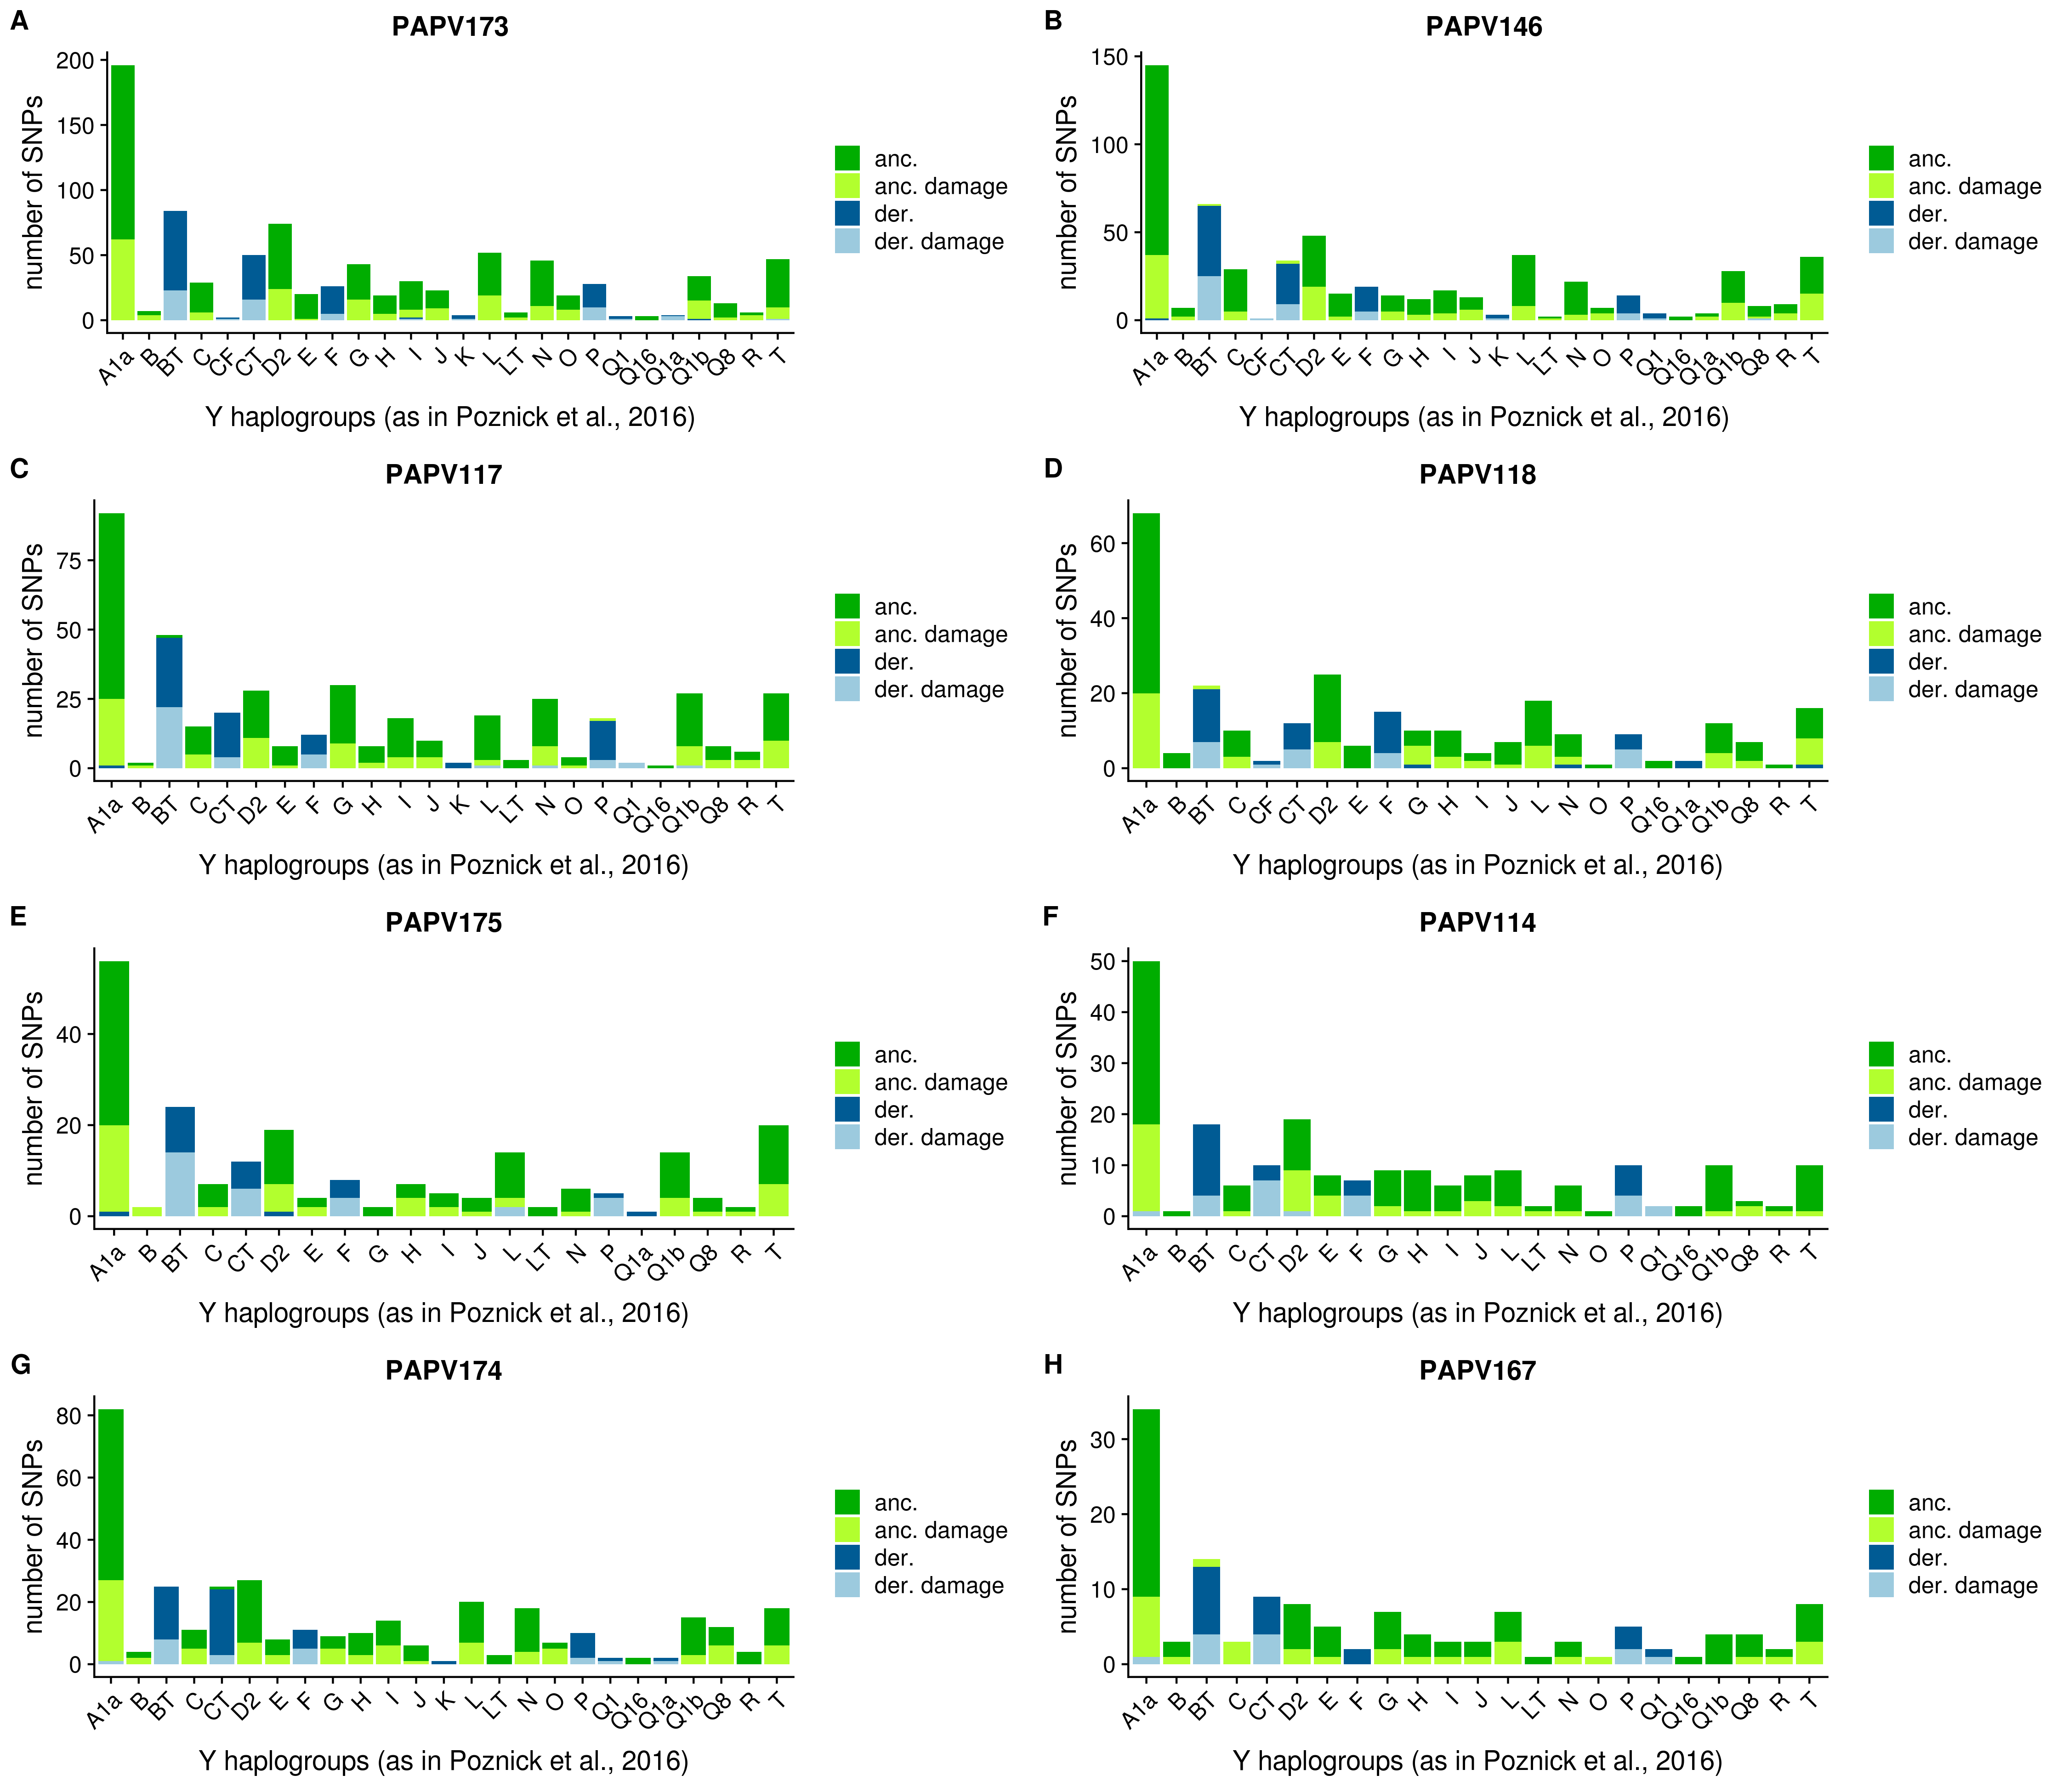 A
PAPV173
number of SNPs
200
150
100
50
0
A1a B BT C CF CT D2 E F G H I J K L LT N O P Q1 Q16 Q1a Q1b Q8 R T
Y haplogroups (as in Poznick et al., 2016)
anc.
anc. damage
der.
der. damage
B
PAPV146
number of SNPs
150
100
50
0
A1a B BT C CF CT D2 E F G H I J K L LT N O P Q1 Q16 Q1a Q1b Q8 R T
Y haplogroups (as in Poznick et al., 2016)
anc.
anc. damage
der.
der. damage
C
PAPV117
number of SNPs
75
50
25
0
A1a B BT C CT D2 E F G H I J K L LT N O P Q1 Q16 Q1b Q8 R T
Y haplogroups (as in Poznick et al., 2016)
anc.
anc. damage
der.
der. damage
D
PAPV118
number of SNPs
60
40
20
0
A1a B BT C CF CT D2 E F G H I J L N O P Q16 Q1a Q1b Q8 R T
Y haplogroups (as in Poznick et al., 2016)
anc.
anc. damage
der.
der. damage
E
PAPV175
number of SNPs
40
20
0
A1a B BT C CT D2 E F G H I J L LT N P Q1a Q1b Q8 R T
Y haplogroups (as in Poznick et al., 2016)
anc.
anc. damage
der.
der. damage
F
PAPV114
number of SNPs
50
40
30
20
10
0
A1a B BT C CT D2 E F G H I J L LT N O P Q1 Q16 Q1b Q8 R T
Y haplogroups (as in Poznick et al., 2016)
anc.
anc. damage
der.
der. damage
G
PAPV174
number of SNPs
80
60
40
20
0
A1a B BT C CT D2 E F G H I J K L LT N O P Q1 Q16 Q1a Q1b Q8 R T
Y haplogroups (as in Poznick et al., 2016)
anc.
anc. damage
der.
der. damage
H
PAPV167
number of SNPs
30
20
10
0
A1a B BT C CT D2 E F G H I J L LT N O P Q1 Q16 Q1b Q8 R T
Y haplogroups (as in Poznick et al., 2016)
anc.
anc. damage
der.
der. damage